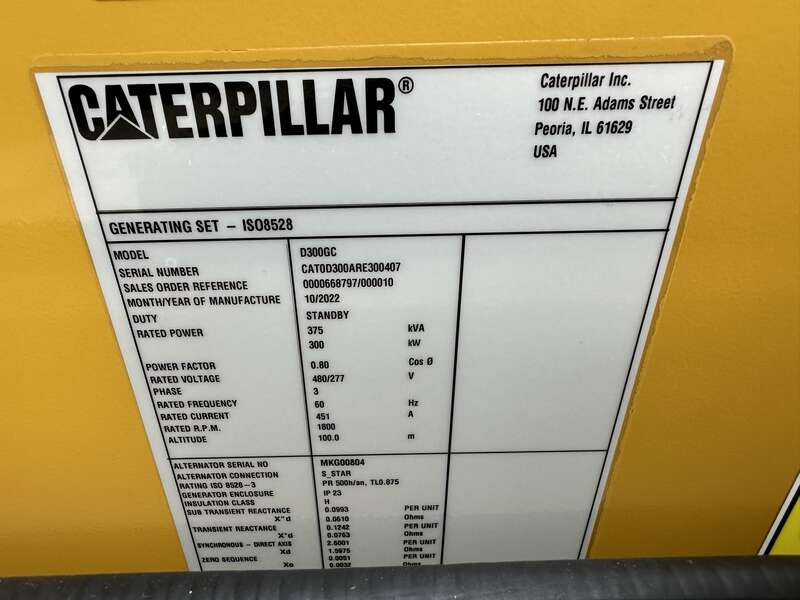 CATERPILLAR®
Caterpillar Inc.
100 N.E. Adams Street
Peoria, IL 61629
USA
GENERATING SET – ISO8528
MODEL D300GC
SERIAL NUMBER CAT0D300ARE300407
SALES ORDER REFERENCE 0000668797/000010
MONTH/YEAR OF MANUFACTURE 10/2022
DUTY STANDBY
RATED POWER 375 kVA
300 kW
POWER FACTOR 0.80 Cos Ø
RATED VOLTAGE 480/277 V
PHASE 3
RATED FREQUENCY 60 Hz
RATED CURRENT 451 A
RATED R.P.M. 1800
ALTITUDE 100.0 m
ALTERNATOR SERIAL NO MKG00804
ALTERNATOR CONNECTION S_STAR
RATING ISO 8528–3 PR 500h/an, TL0.875
GENERATOR ENCLOSURE IP 23
INSULATION CLASS H
SUB TRANSIENT REACTANCE 0.0993 PER UNIT
X"d 0.0610 Ohms
TRANSIENT REACTANCE 0.1242 PER UNIT
X'd 0.0763 Ohms
SYNCHRONOUS – DIRECT AXIS 2.6001 PER UNIT
Xd 1.5975 Ohms
ZERO SEQUENCE 0.0051 PER UNIT
Xo 0.0032 Ohms